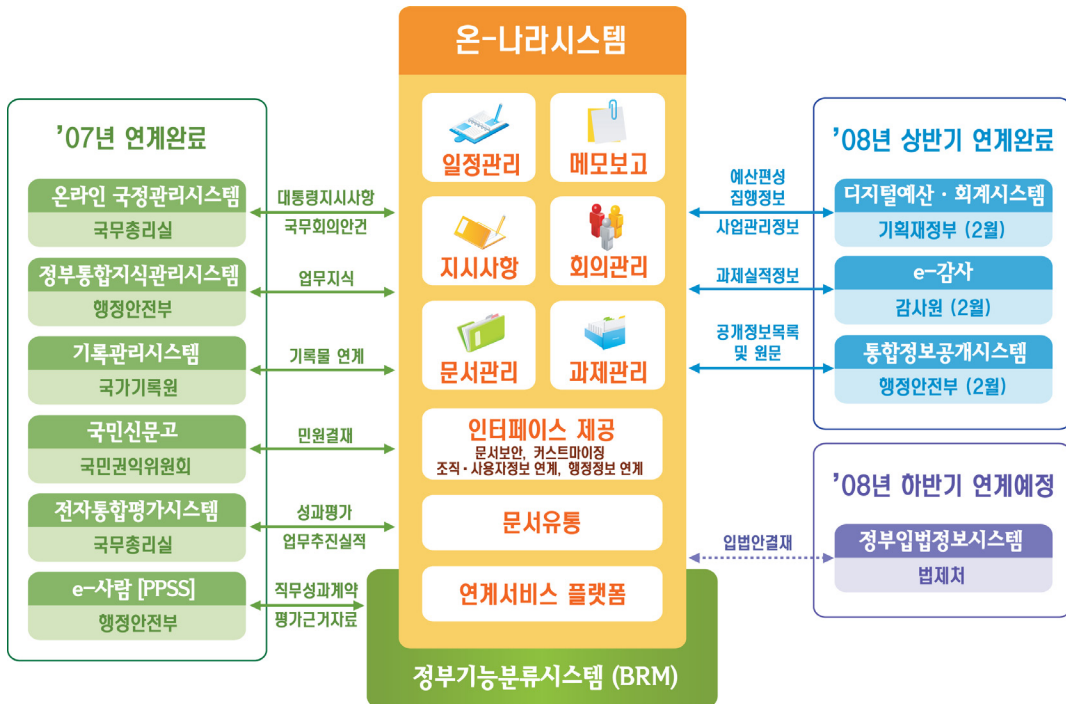 온-나라시스템
'07년 연계완료
온라인 국정관리시스템
국무총리실
정부통합지식관리시스템
행정안전부
기록관리시스템
국가기록원
국민신문고
국민권익위원회
전자통합평가시스템
국무총리실
e-사람 [PPSS]
행정안전부
대통령지시사항
국무회의안건
업무지식
기록물 연계
민원결재
성과평가
업무추진실적
직무성과계약
평가근거자료
일정관리
메모보고
지시사항
회의관리
문서관리
과제관리
인터페이스 제공
문서보안, 커스트마이징
조직·사용자정보 연계, 행정정보 연계
문서유통
연계서비스 플랫폼
정부기능분류시스템 (BRM)
예산편성
집행정보
사업관리정보
과제실적정보
공개정보목록
및 원문
입법안결재
'08년 상반기 연계완료
디지털예산·회계시스템
기획재정부 (2월)
e-감사
감사원 (2월)
통합정보공개시스템
행정안전부 (2월)
'08년 하반기 연계예정
정부입법정보시스템
법제처